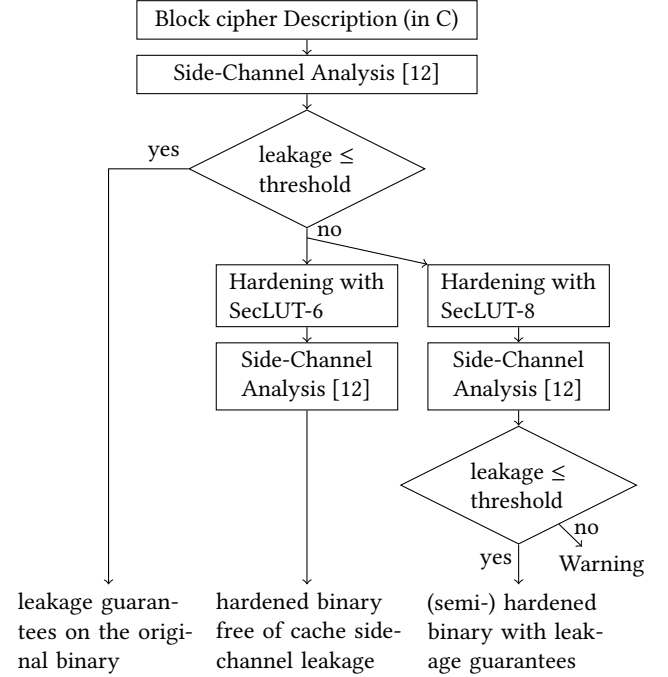 Block cipher Description (in C)
Side-Channel Analysis [12]
yes
leakage ≤
threshold
no
Hardening with
SecLUT-6
Hardening with
SecLUT-8
Side-Channel
Analysis [12]
Side-Channel
Analysis [12]
leakage ≤
threshold
no
yes
Warning
leakage guaran-
tees on the origi-
nal binary
hardened binary
free of cache side-
channel leakage
(semi-) hardened
binary with leak-
age guarantees